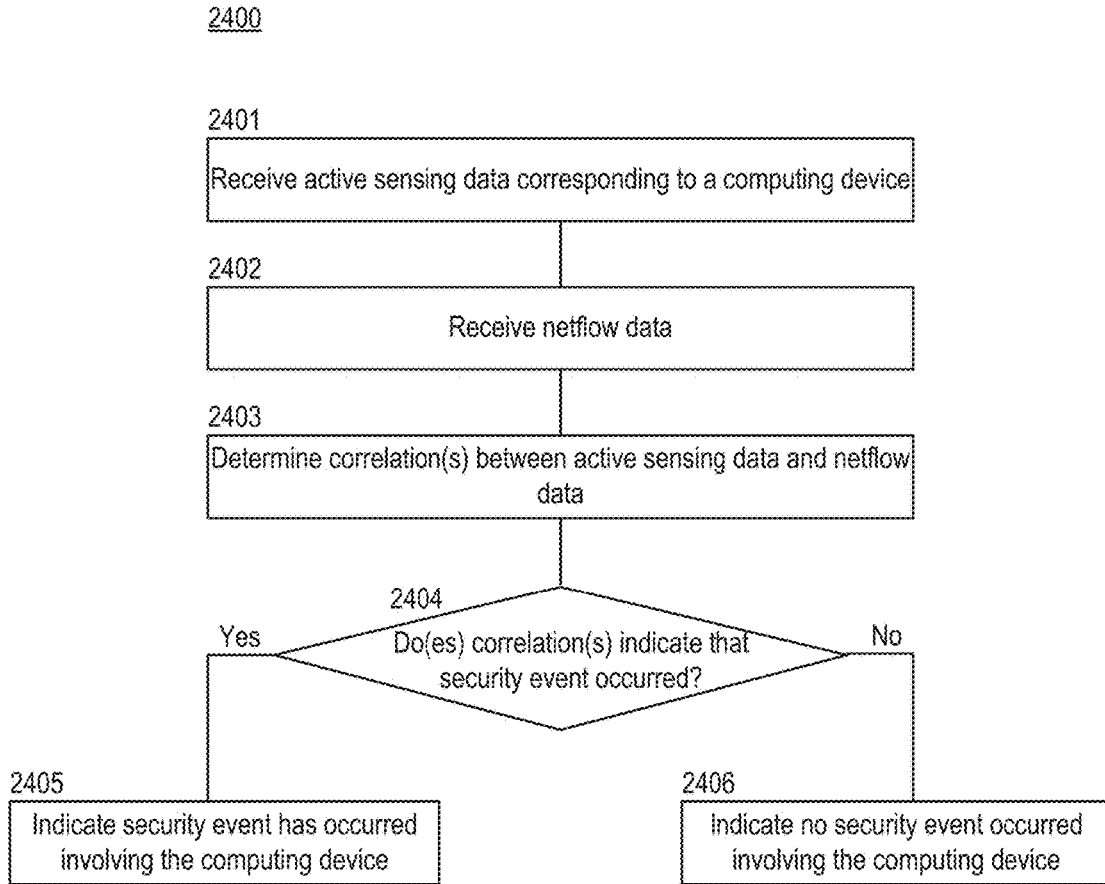 2400
2401
Receive active sensing data corresponding to a computing device
2402
Receive netflow data
2403
Determine correlation(s) between active sensing data and netflow
data
2404
Yes
No
Do(es) correlation(s) indicate that
security event occurred?
2405
Indicate security event has occurred
involving the computing device
2406
Indicate no security event occurred
involving the computing device